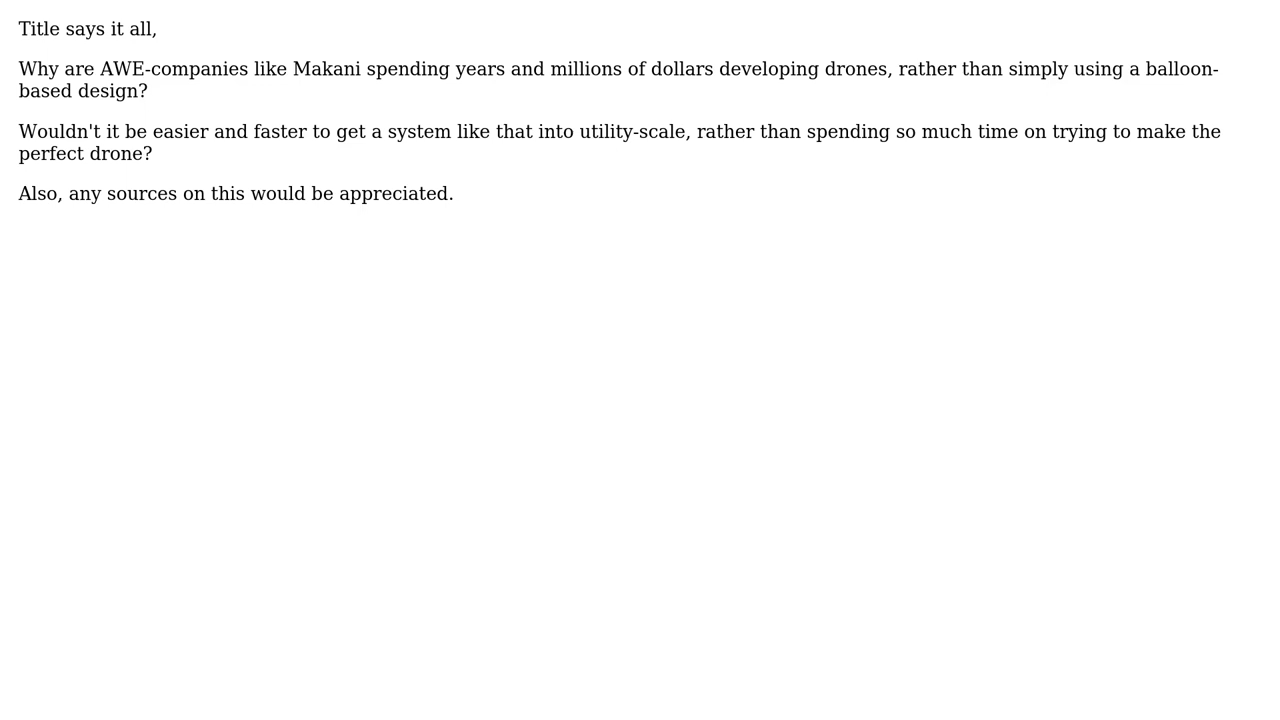 Title says it all,
Why are AWE-companies like Makani spending years and millions of dollars developing drones, rather than simply using a balloon-
based design?
Wouldn't it be easier and faster to get a system like that into utility-scale, rather than spending so much time on trying to make the
perfect drone?
Also, any sources on this would be appreciated.